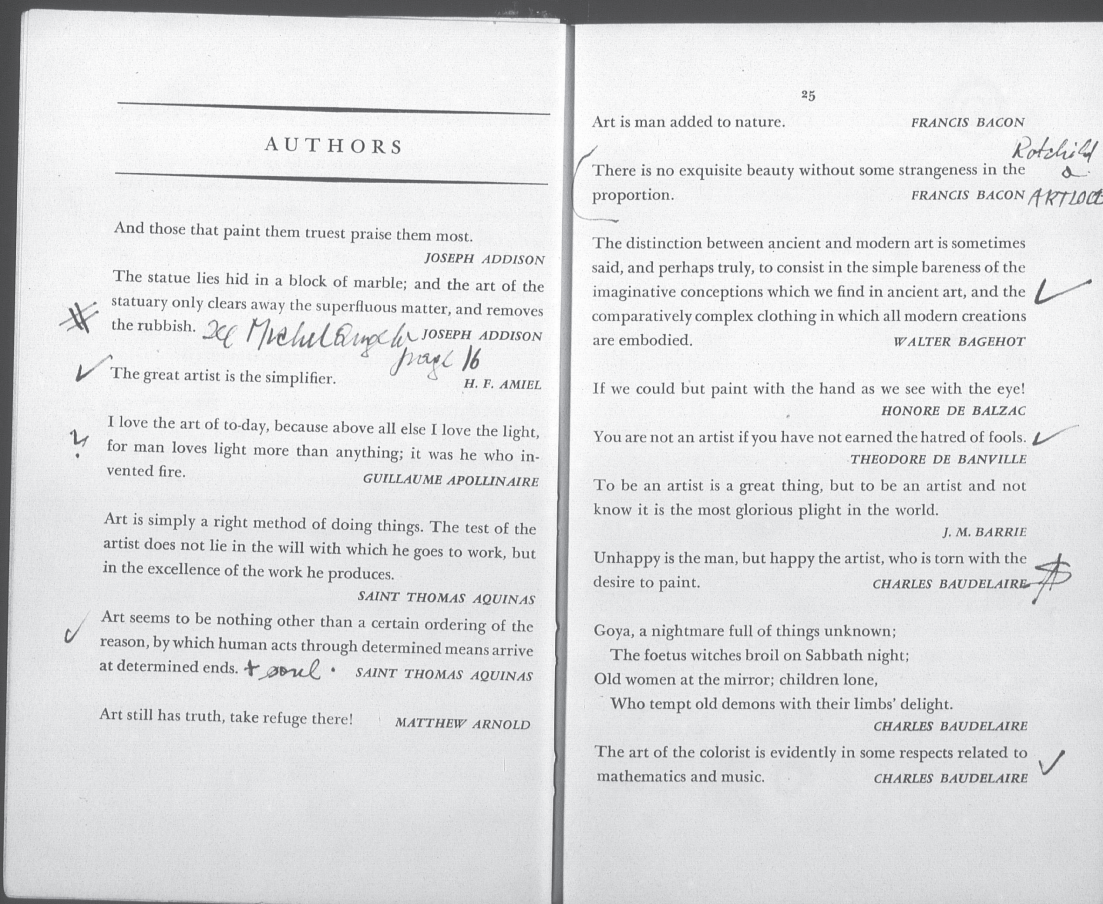 AUTHORS
And those that paint them truest praise them most.
JOSEPH ADDISON
The statue lies hid in a block of marble; and the art of the
statuary only clears away the superfluous matter, and removes
the rubbish. JOSEPH ADDISON
page 16
The great artist is the simplifier. H. F. AMIEL
I love the art of to-day, because above all else I love the light,
? for man loves light more than anything; it was he who in-
vented fire. GUILLAUME APOLLINAIRE
Art is simply a right method of doing things. The test of the
artist does not lie in the will with which he goes to work, but
in the excellence of the work he produces.
SAINT THOMAS AQUINAS
Art seems to be nothing other than a certain ordering of the
reason, by which human acts through determined means arrive
at determined ends. + soul. SAINT THOMAS AQUINAS
Art still has truth, take refuge there! MATTHEW ARNOLD
25
Art is man added to nature. FRANCIS BACON
There is no exquisite beauty without some strangeness in the
proportion. FRANCIS BACON
The distinction between ancient and modern art is sometimes
said, and perhaps truly, to consist in the simple bareness of the
imaginative conceptions which we find in ancient art, and the
comparatively complex clothing in which all modern creations
are embodied. WALTER BAGEHOT
If we could but paint with the hand as we see with the eye!
HONORE DE BALZAC
You are not an artist if you have not earned the hatred of fools.
THEODORE DE BANVILLE
To be an artist is a great thing, but to be an artist and not
know it is the most glorious plight in the world.
J. M. BARRIE
Unhappy is the man, but happy the artist, who is torn with the
desire to paint. CHARLES BAUDELAIRE
Goya, a nightmare full of things unknown;
The foetus witches broil on Sabbath night;
Old women at the mirror; children lone,
Who tempt old demons with their limbs' delight.
CHARLES BAUDELAIRE
The art of the colorist is evidently in some respects related to
mathematics and music. CHARLES BAUDELAIRE